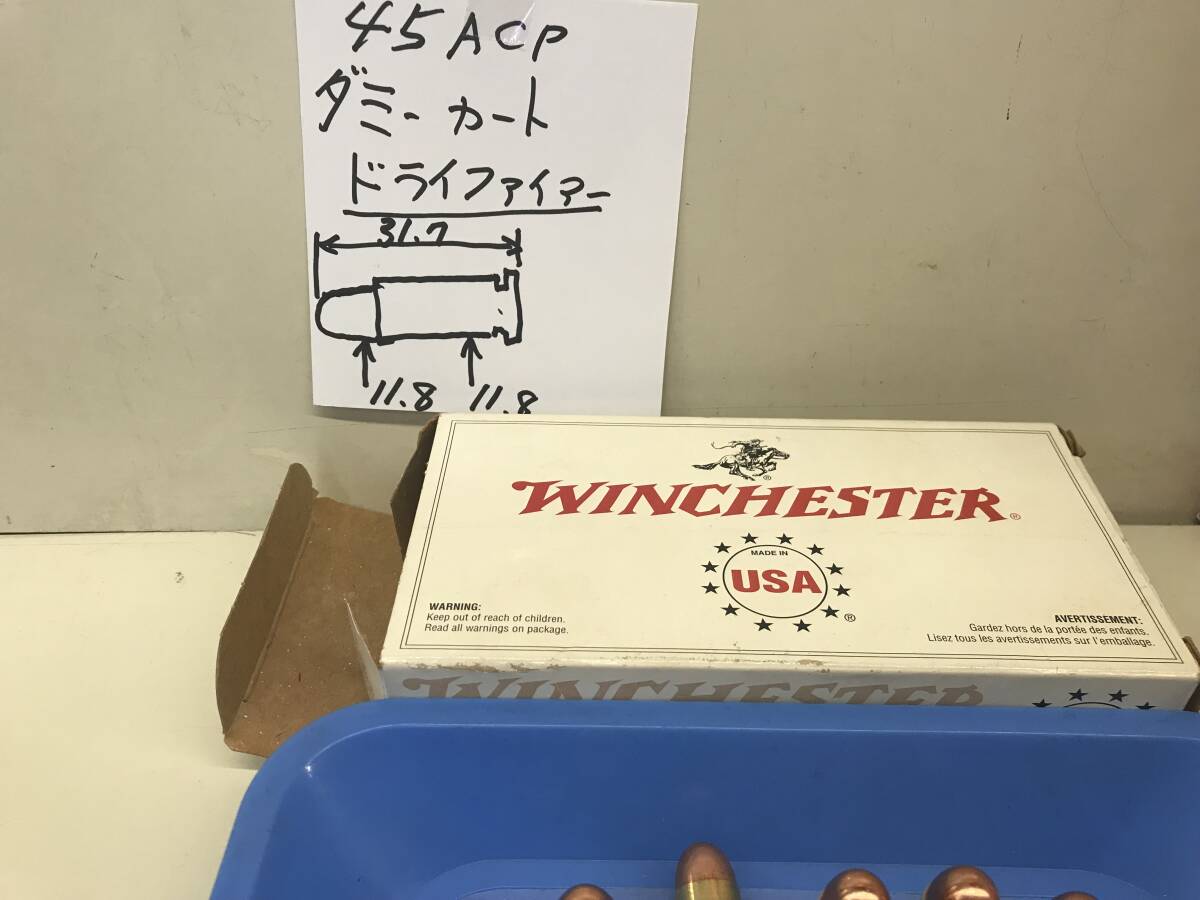 45ACP
ダミーカート
ドライファイアー
31.7
11.8 11.8
WINCHESTER®
MADE IN
USA
®
WARNING:
Keep out of reach of children.
Read all warnings on package.
AVERTISSEMENT:
Gardez hors de la portée des enfants.
Lisez tous les avertissements sur l'emballage.
WINCHESTER